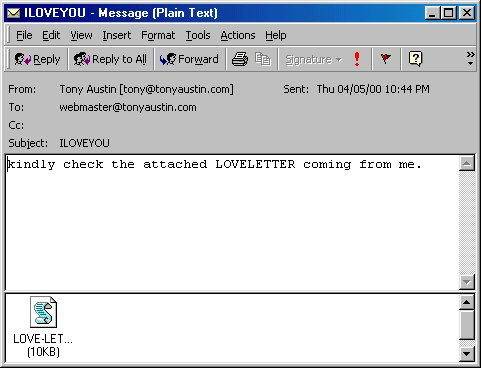 ILOVEYOU - Message (Plain Text)
File Edit View Insert Format Tools Actions Help
Reply Reply to All Forward Signature
From: Tony Austin [tony@tonyaustin.com] Sent: Thu 04/05/00 10:44 PM
To: webmaster@tonyaustin.com
Cc:
Subject: ILOVEYOU
kindly check the attached LOVELETTER coming from me.
LOVE-LET...
(10KB)